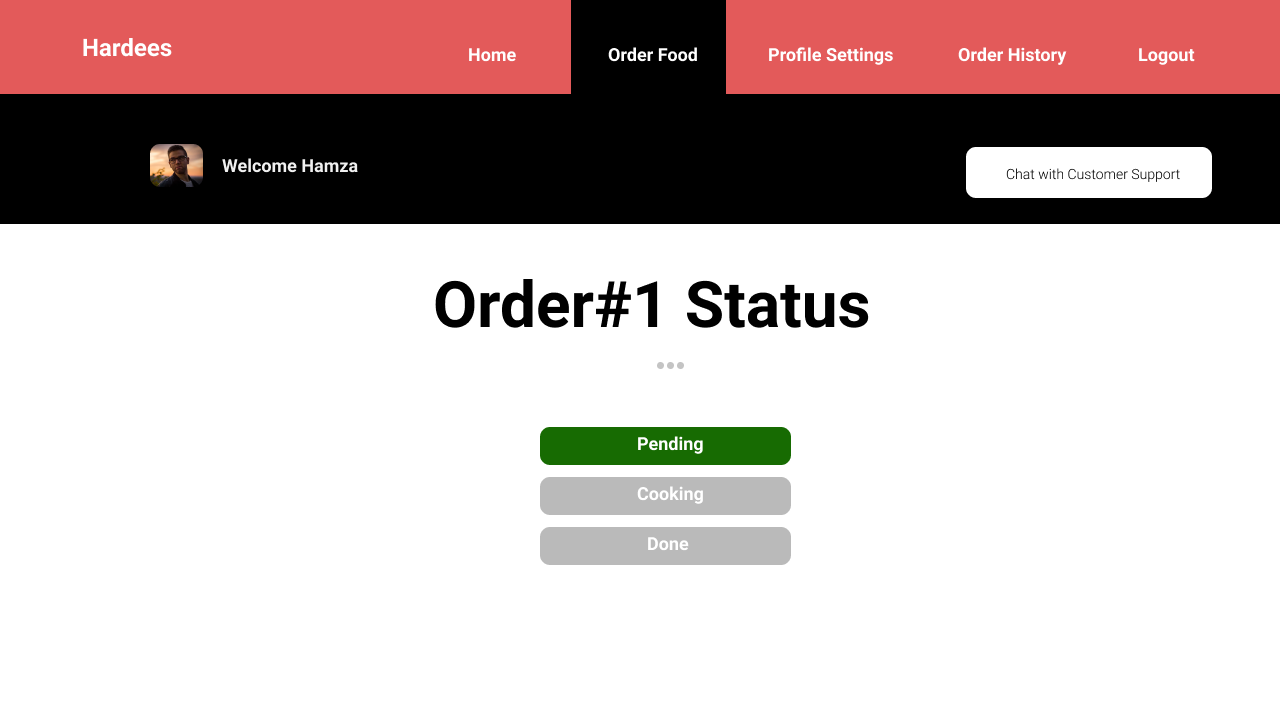 Hardees
Home
Order Food
Profile Settings
Order History
Logout
Welcome Hamza
Chat with Customer Support
Order#1 Status
Pending
Cooking
Done